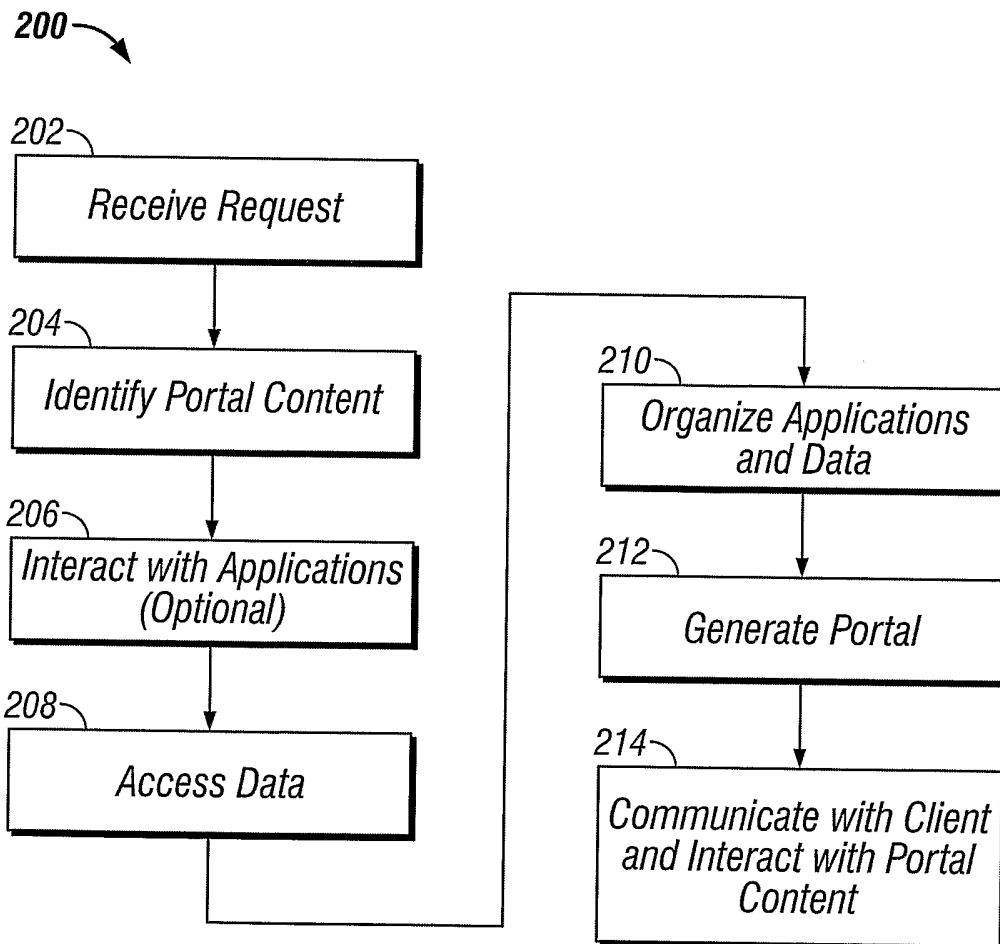 200
202
Receive Request
204
Identify Portal Content
206
Interact with Applications
(Optional)
208
Access Data
210
Organize Applications
and Data
212
Generate Portal
214
Communicate with Client
and Interact with Portal
Content